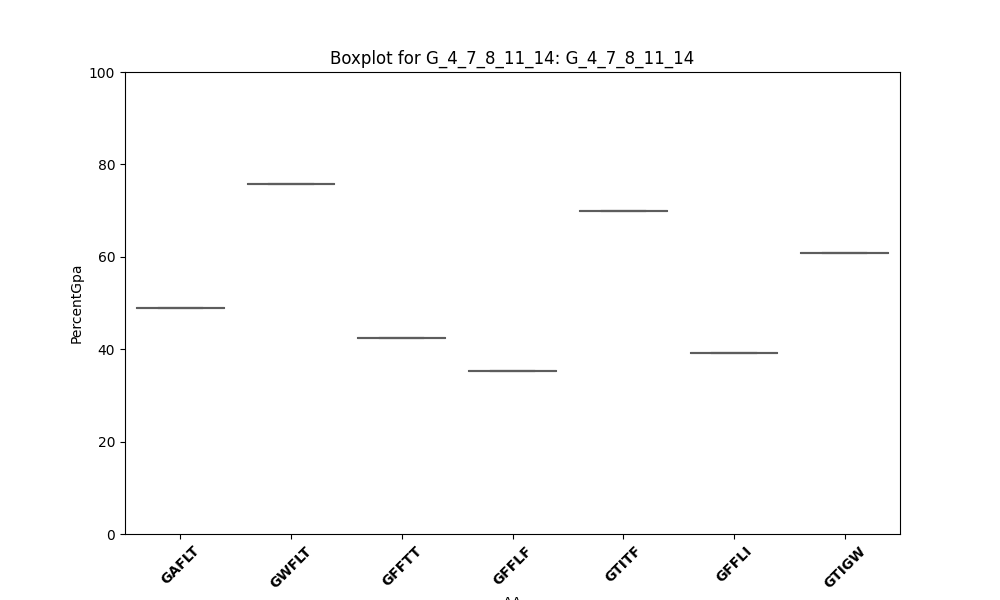 Boxplot for G_4_7_8_11_14: G_4_7_8_11_14
100
80
60
40
20
0
PercentGpa
GAFLT GWFLT GFFTT GFFLF GTITF GFFLI GTIGW